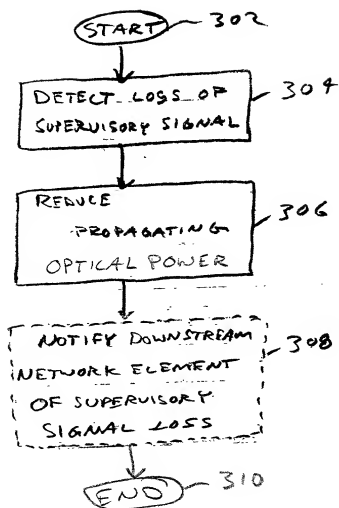 START 302
DETECT LOSS OF 304
SUPERVISORY SIGNAL
REDUCE
PROPAGATING 306
OPTICAL POWER
NOTIFY DOWNSTREAM
NETWORK ELEMENT 308
OF SUPERVISORY
SIGNAL LOSS
END 310